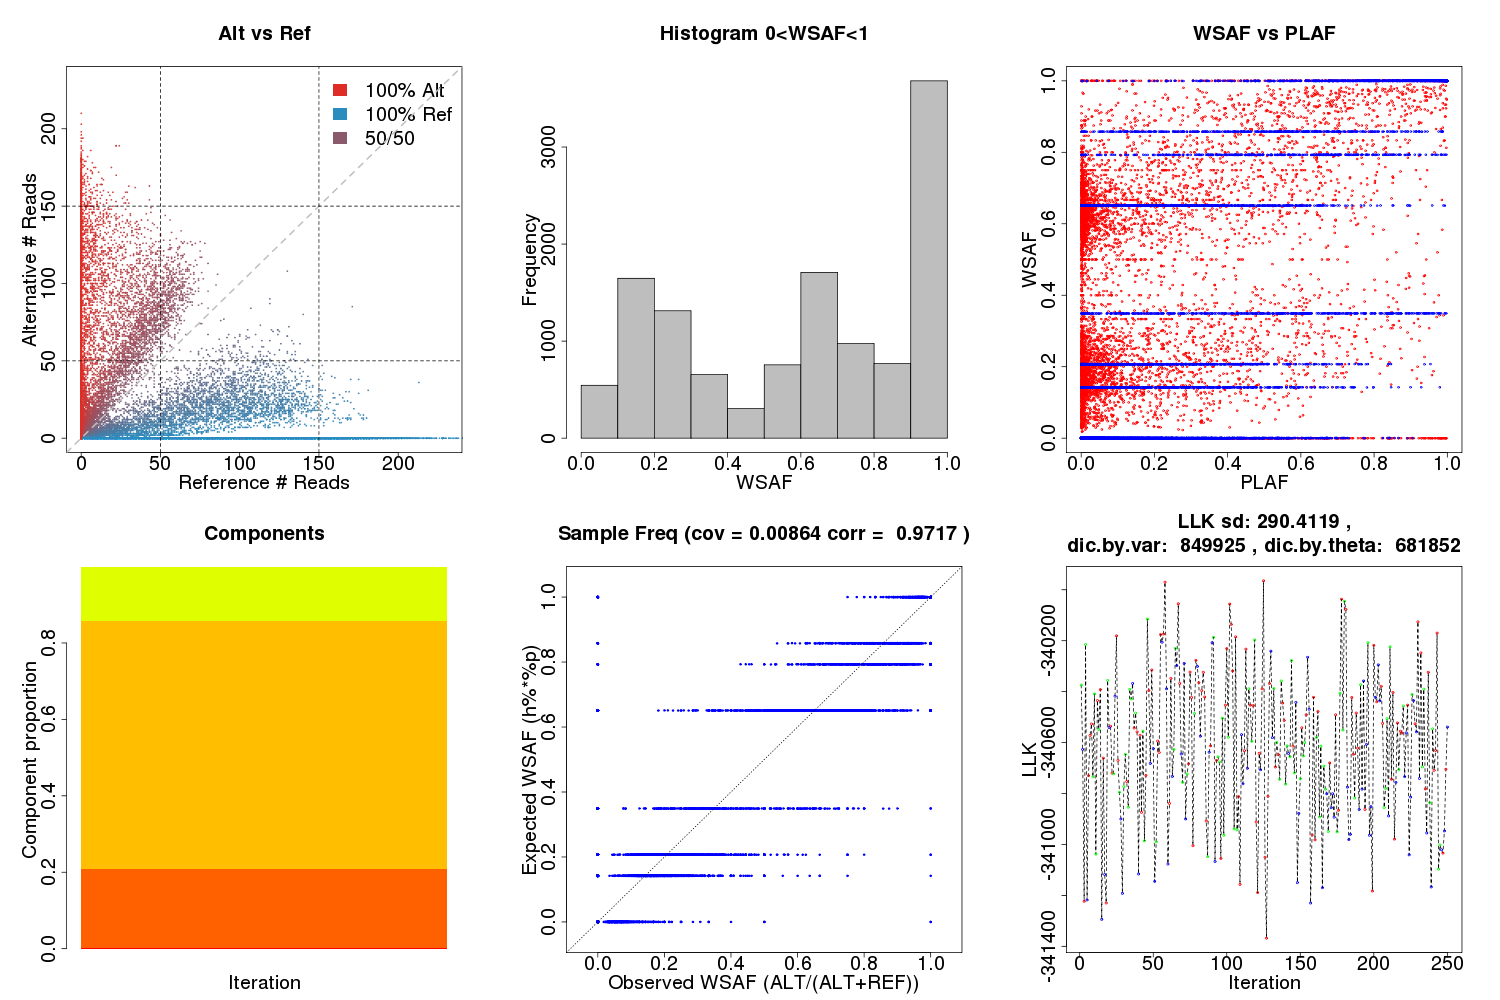 Alt vs Ref
100% Alt
100% Ref
50/50
Alternative # Reads
0 50 100 150 200
0 50 100 150 200
Reference # Reads
Histogram 0<WSAF<1
Frequency
0 1000 2000 3000
0.0 0.2 0.4 0.6 0.8 1.0
WSAF
WSAF vs PLAF
WSAF
0.0 0.2 0.4 0.6 0.8 1.0
0.0 0.2 0.4 0.6 0.8 1.0
PLAF
Components
Component proportion
0.0 0.2 0.4 0.6 0.8
Iteration
Sample Freq (cov = 0.00864 corr = 0.9717 )
Expected WSAF (h%*%p)
0.0 0.2 0.4 0.6 0.8 1.0
0.0 0.2 0.4 0.6 0.8 1.0
Observed WSAF (ALT/(ALT+REF))
LLK sd: 290.4119 ,
dic.by.var: 849925 , dic.by.theta: 681852
LLK
-341400 -341000 -340600 -340200
0 50 100 150 200 250
Iteration